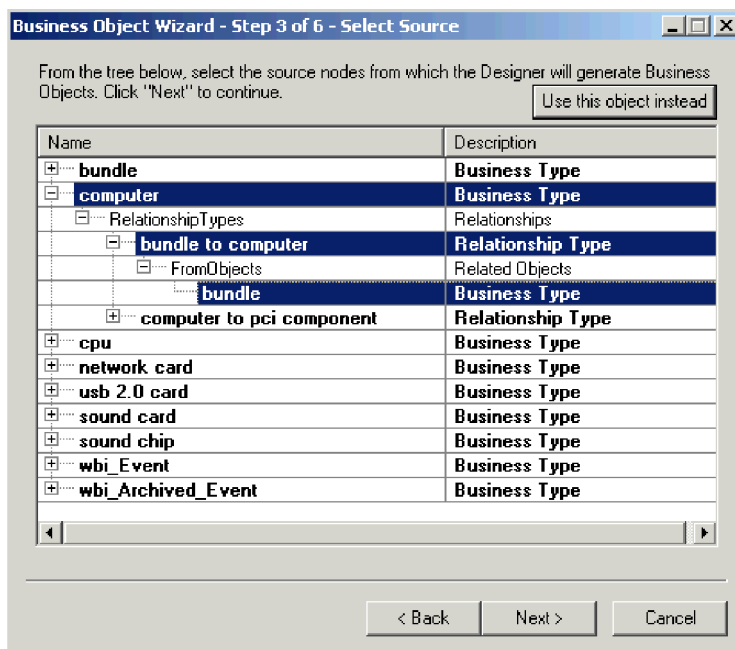 Business Object Wizard - Step 3 of 6 - Select Source
From the tree below, select the source nodes from which the Designer will generate Business
Objects. Click "Next" to continue.
Use this object instead
Name Description
bundle Business Type
computer Business Type
RelationshipTypes Relationships
bundle to computer Relationship Type
FromObjects Related Objects
bundle Business Type
computer to pci component Relationship Type
cpu Business Type
network card Business Type
usb 2.0 card Business Type
sound card Business Type
sound chip Business Type
wbi_Event Business Type
wbi_Archived_Event Business Type
< Back Next > Cancel